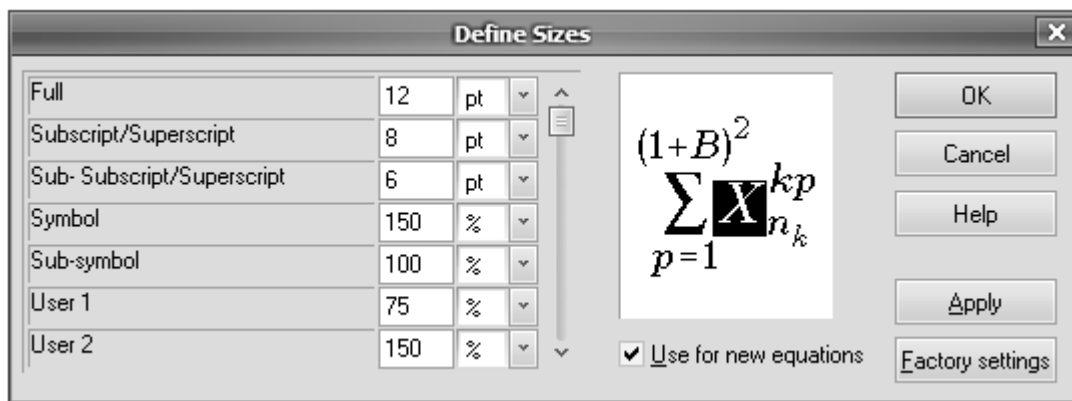 Define Sizes
Full 12 pt
Subscript/Superscript 8 pt
Sub- Subscript/Superscript 6 pt
Symbol 150 %
Sub-symbol 100 %
User 1 75 %
User 2 150 %
(1+B)²
∑ X kp
n k
p=1
Use for new equations
OK
Cancel
Help
Apply
Factory settings